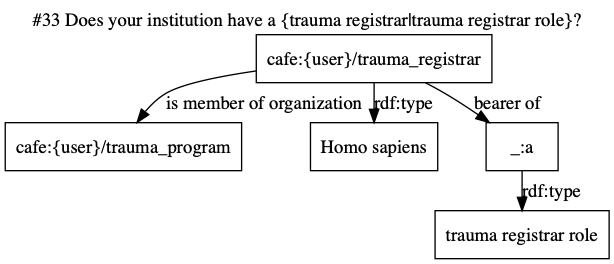 #33 Does your institution have a {trauma registrar|trauma registrar role}?
cafe:{user}/trauma_registrar
is member of organization
rdf:type
bearer of
cafe:{user}/trauma_program
Homo sapiens
_:a
rdf:type
trauma registrar role